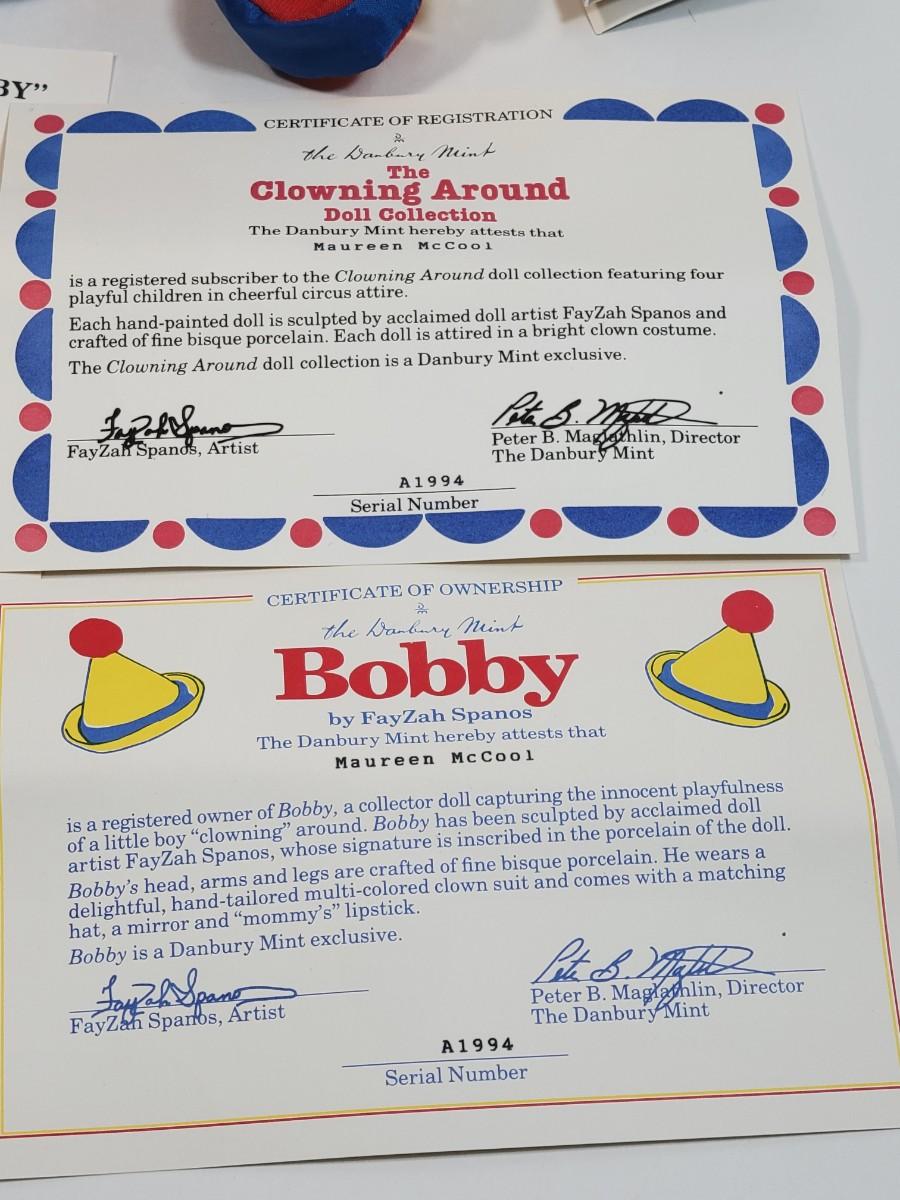 BY”
CERTIFICATE OF REGISTRATION
the Danbury Mint
The
Clowning Around
Doll Collection
The Danbury Mint hereby attests that
Maureen McCool
is a registered subscriber to the Clowning Around doll collection featuring four
playful children in cheerful circus attire.
Each hand-painted doll is sculpted by acclaimed doll artist FayZah Spanos and
crafted of fine bisque porcelain. Each doll is attired in a bright clown costume.
The Clowning Around doll collection is a Danbury Mint exclusive.
FayZah Spanos
FayZah Spanos, Artist
Peter B. Maglathlin, Director
The Danbury Mint
A1994
Serial Number
CERTIFICATE OF OWNERSHIP
the Danbury Mint
Bobby
by FayZah Spanos
The Danbury Mint hereby attests that
Maureen McCool
is a registered owner of Bobby, a collector doll capturing the innocent playfulness
of a little boy “clowning” around. Bobby has been sculpted by acclaimed doll
artist FayZah Spanos, whose signature is inscribed in the porcelain of the doll.
Bobby's head, arms and legs are crafted of fine bisque porcelain. He wears a
delightful, hand-tailored multi-colored clown suit and comes with a matching
hat, a mirror and “mommy's” lipstick.
Bobby is a Danbury Mint exclusive.
FayZah Spanos
FayZah Spanos, Artist
Peter B. Maglathlin, Director
The Danbury Mint
A1994
Serial Number